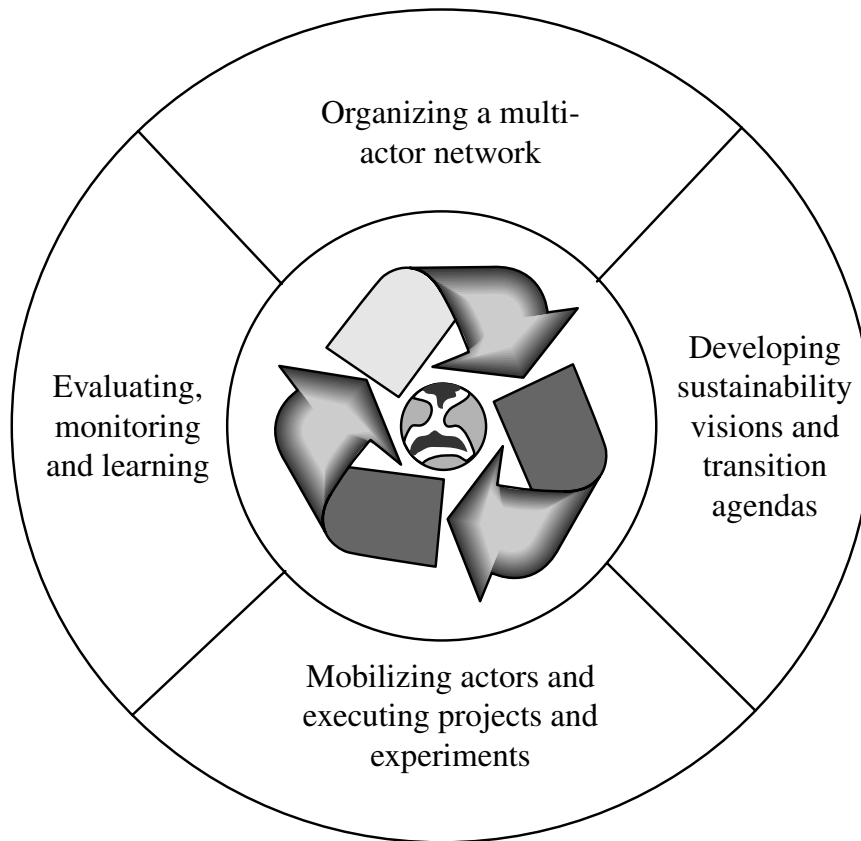 Organizing a multi-
actor network
Developing
sustainability
visions and
transition
agendas
Mobilizing actors and
executing projects and
experiments
Evaluating,
monitoring
and learning